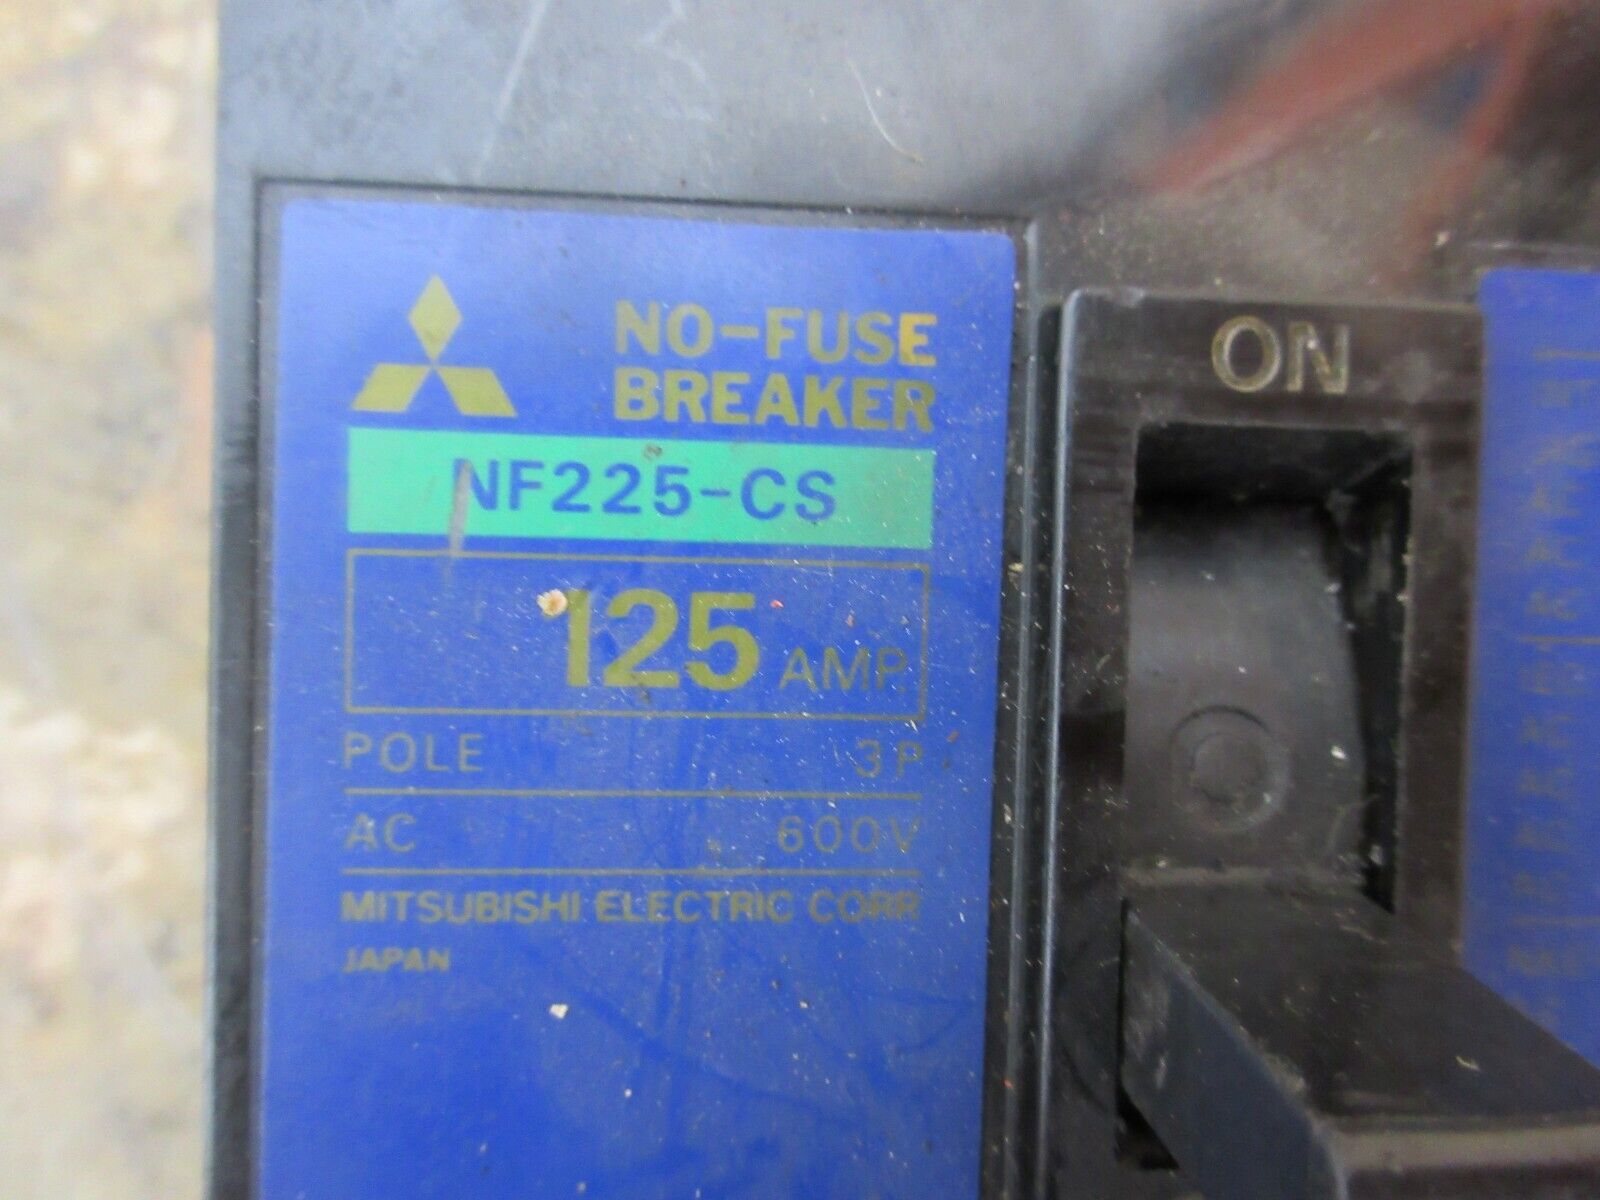 NO-FUSE
BREAKER
NF225-CS
125 AMP.
POLE 3P
AC 600V
MITSUBISHI ELECTRIC CORP.
JAPAN
ON